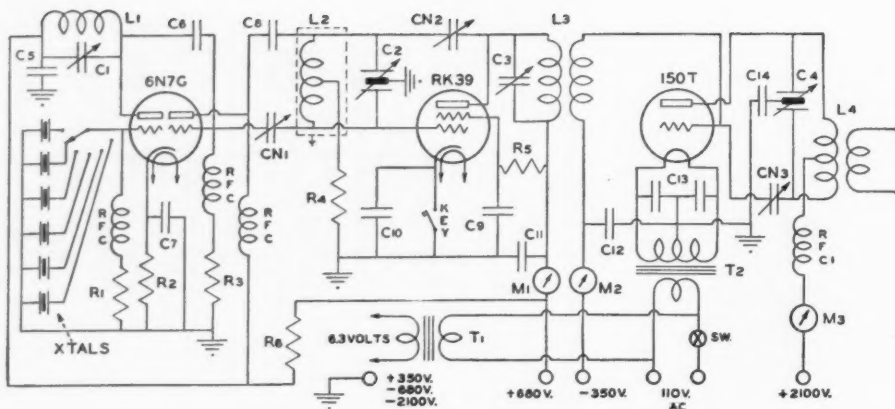 L1
C6
C8
L2
CN2
L3
C5
C1
6N7G
C2
RK39
C3
150T
C14
C4
L4
CN1
R5
CN3
RFC
RFC
RFC
R4
KEY
C13
C7
C10
C9
C11
C12
RFC1
R1
R2
R3
M1
M2
T2
M3
XTALS
R6
6.3 VOLTS
T1
SW.
+350V.
-680V.
-2100V.
+680V.
-350V.
110V.
AC
+2100V.